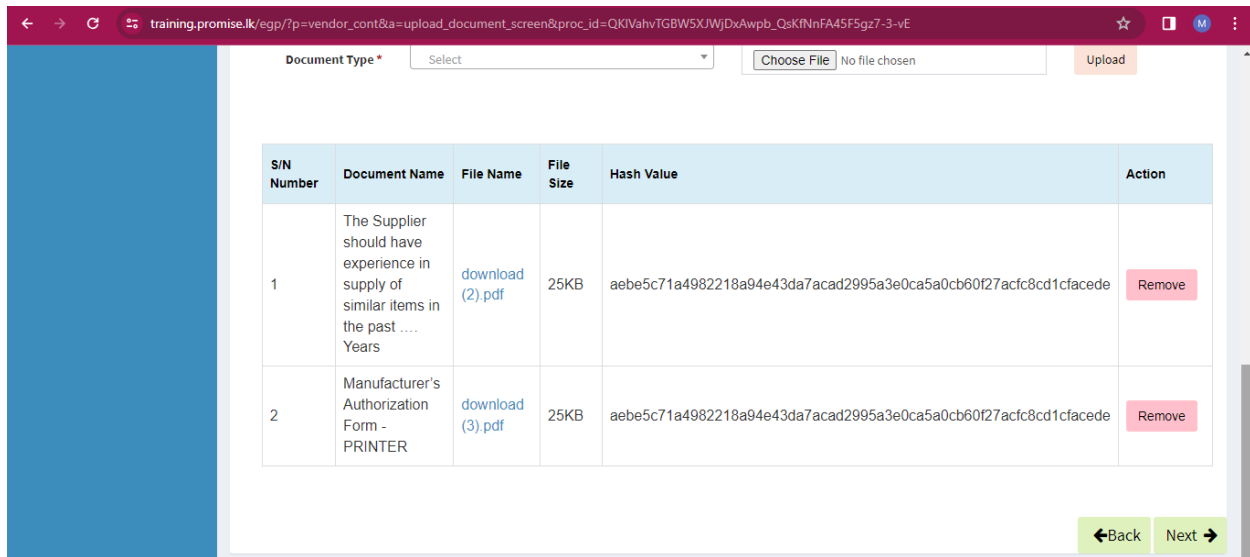 training.promise.lk/egp/?p=vendor_cont&a=upload_document_screen&proc_id=QKIVahvTGBW5XJWjDxAwpb_QsKfNnFA45F5gz7-3-vE
M
Document Type * Select Choose File No file chosen Upload
S/N Number Document Name File Name File Size Hash Value Action
1
The Supplier
should have
experience in
supply of
similar items in
the past ….
Years
download
(2).pdf
25KB
aebe5c71a4982218a94e43da7acad2995a3e0ca5a0cb60f27acfc8cd1cfacede
Remove
2
Manufacturer's
Authorization
Form -
PRINTER
download
(3).pdf
25KB
aebe5c71a4982218a94e43da7acad2995a3e0ca5a0cb60f27acfc8cd1cfacede
Remove
Back Next